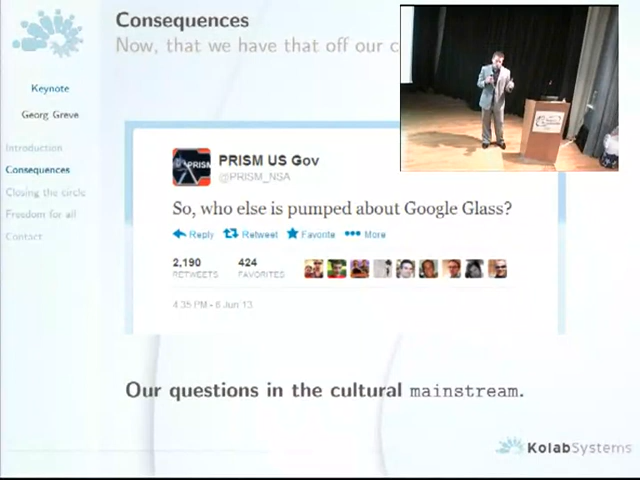 Consequences
Now, that we have that off our c
Keynote
Georg Greve
Introduction
Consequences
Closing the circle
Freedom for all
Contact
PRISM
PRISM US Gov
@PRISM_NSA
So, who else is pumped about Google Glass?
Reply Retweet Favorite More
2,190 424
RETWEETS FAVORITES
4:35 PM - 6 Jun 13
Our questions in the cultural mainstream.
KolabSystems